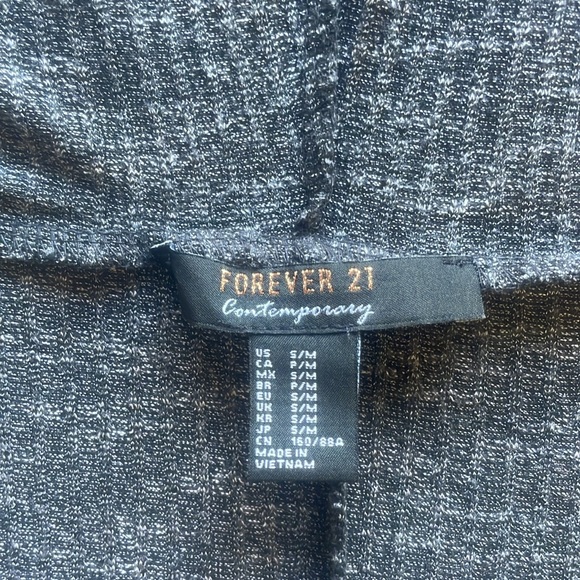 FOREVER 21
Contemporary
US S/M
CA P/M
MX S/M
BR P/M
EU S/M
UK S/M
KR S/M
JP S/M
CN 160/88A
MADE IN
VIETNAM